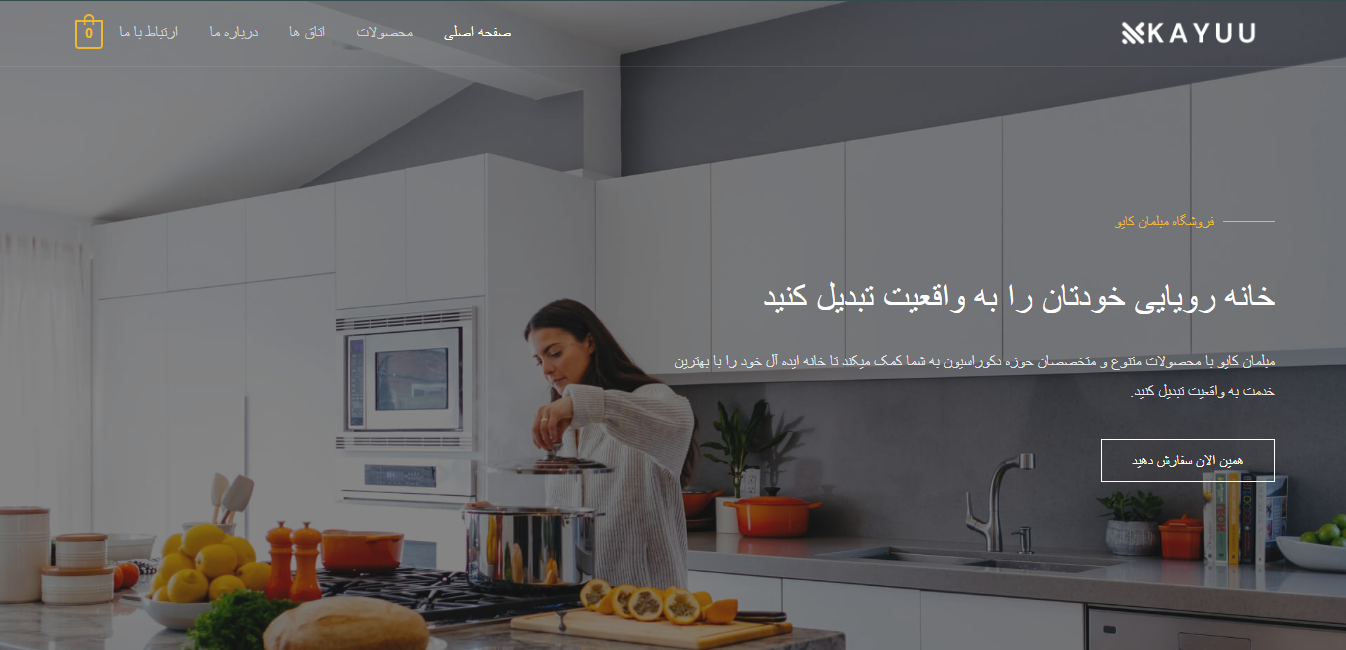 KAYUU
صفحه اصلی
محصولات
اتاق ها
درباره ما
ارتباط با ما
0
فروشگاه مبلمان کایو
خانه رویایی خودتان را به واقعیت تبدیل کنید
مبلمان کایو با محصولات متنوع و متخصصان حوزه دکوراسیون به شما کمک میکند تا خانه ایده آل خود را با بهترین
خدمت به واقعیت تبدیل کنید.
همین الان سفارش دهید